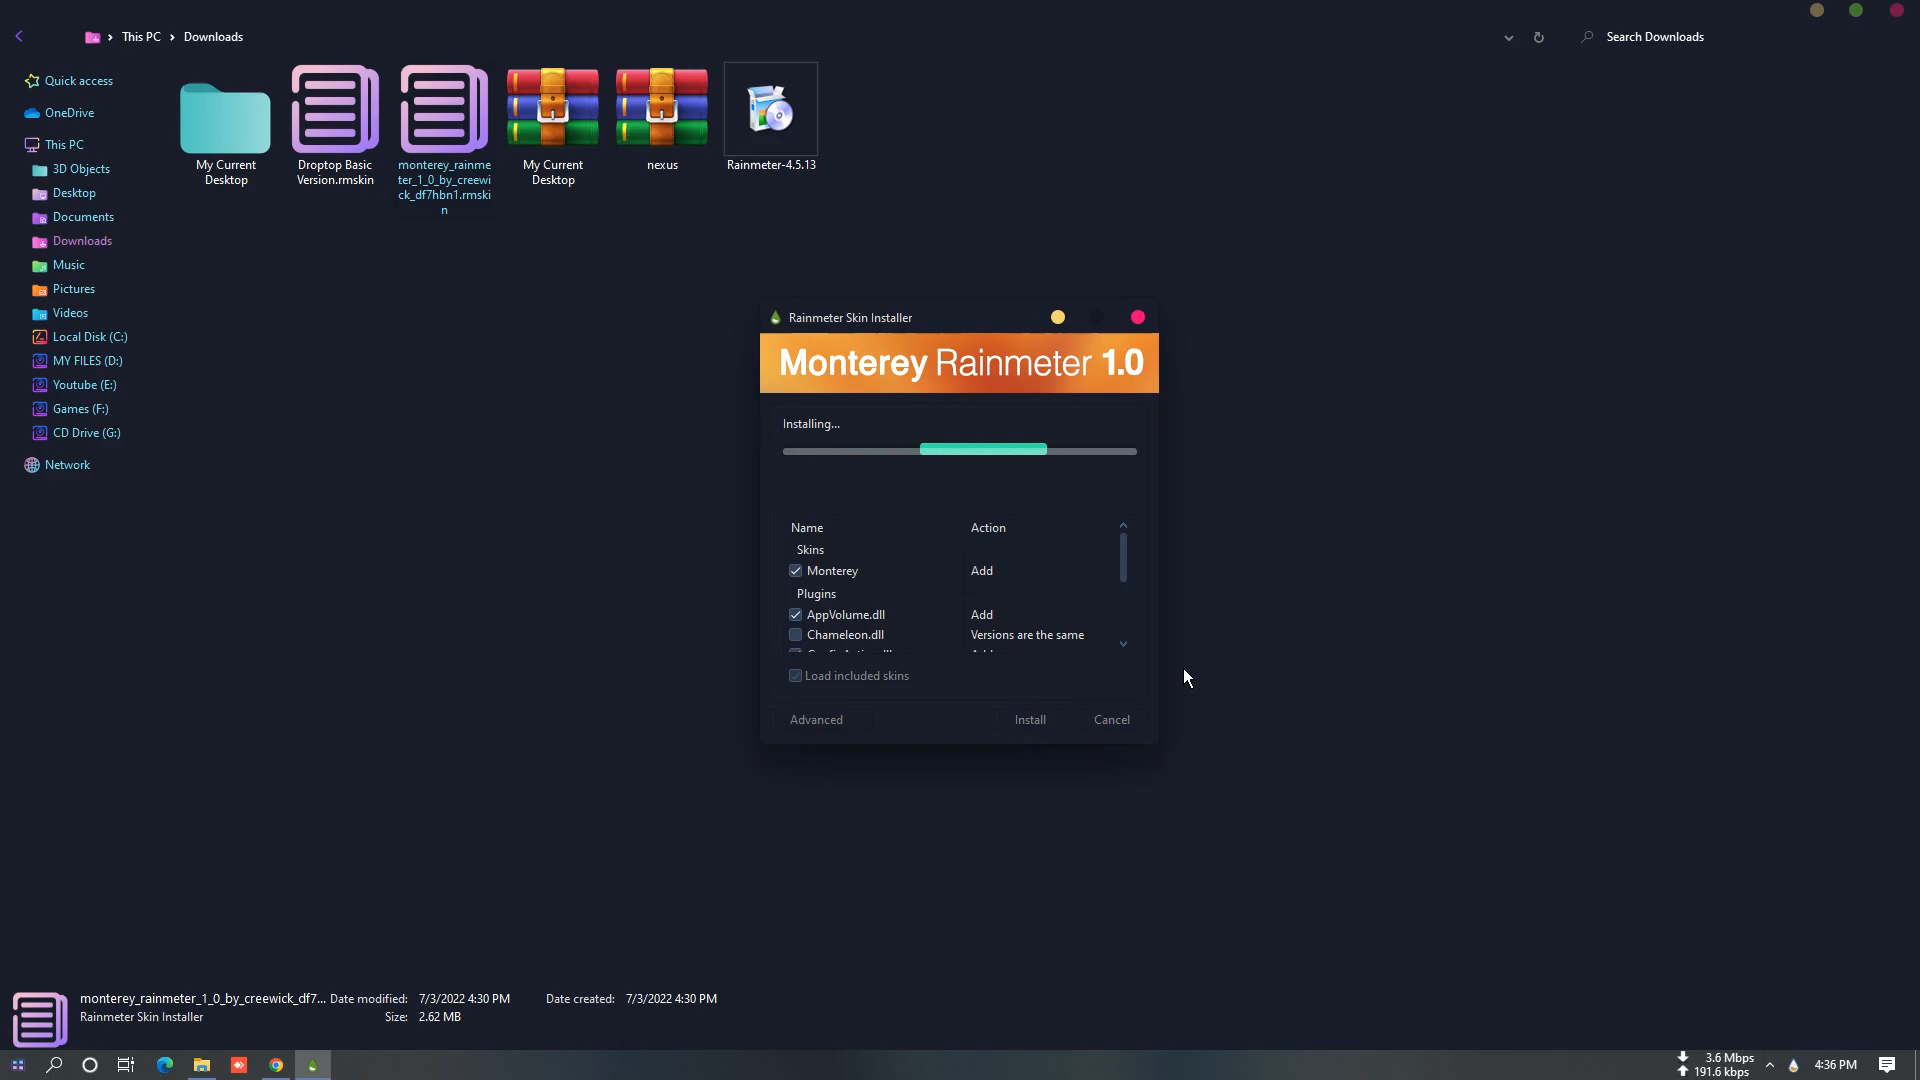 This PC
Downloads
Search Downloads
Quick access
OneDrive
This PC
3D Objects
Desktop
Documents
Downloads
Music
Pictures
Videos
Local Disk (C:)
MY FILES (D:)
Youtube (E:)
Games (F:)
CD Drive (G:)
Network
My Current
Desktop
Droptop Basic
Version.rmskin
monterey_rainme
ter_1_0_by_creewi
ck_df7hbn1.rmski
n
My Current
Desktop
nexus
Rainmeter-4.5.13
Rainmeter Skin Installer
Monterey Rainmeter 1.0
Installing...
Name Action
Skins
Monterey Add
Plugins
AppVolume.dll Add
Chameleon.dll Versions are the same
Load included skins
Advanced Install Cancel
monterey_rainmeter_1_0_by_creewick_df7... Date modified: 7/3/2022 4:30 PM Date created: 7/3/2022 4:30 PM
Rainmeter Skin Installer Size: 2.62 MB
3.6 Mbps
191.6 kbps
4:36 PM